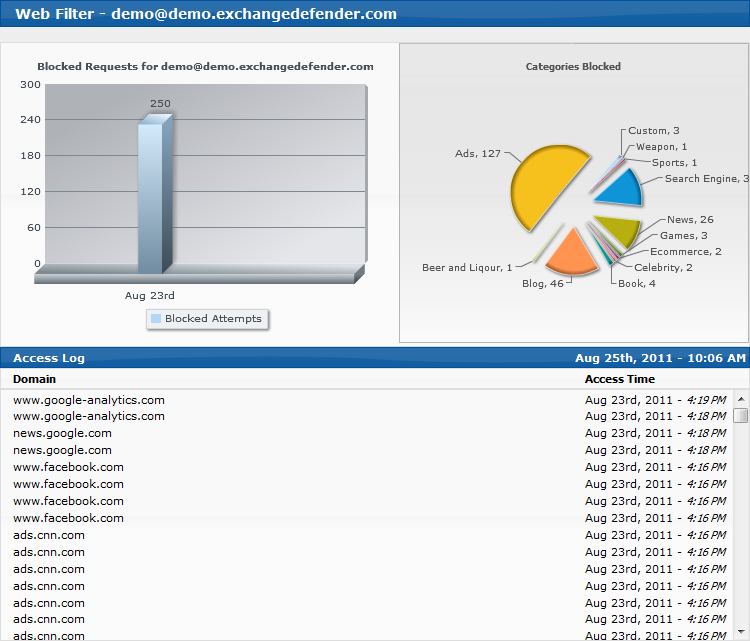 Web Filter - demo@demo.exchangedefender.com
Blocked Requests for demo@demo.exchangedefender.com
300
240
180
120
60
0
250
Aug 23rd
Blocked Attempts
Categories Blocked
Custom, 3
Weapon, 1
Sports, 1
Search Engine, 3
News, 26
Games, 3
Ecommerce, 2
Celebrity, 2
Book, 4
Blog, 46
Beer and Liqour, 1
Ads, 127
Access Log Aug 25th, 2011 - 10:06 AM
Domain Access Time
www.google-analytics.com Aug 23rd, 2011 - 4:19 PM
www.google-analytics.com Aug 23rd, 2011 - 4:18 PM
news.google.com Aug 23rd, 2011 - 4:18 PM
news.google.com Aug 23rd, 2011 - 4:18 PM
www.facebook.com Aug 23rd, 2011 - 4:16 PM
www.facebook.com Aug 23rd, 2011 - 4:16 PM
www.facebook.com Aug 23rd, 2011 - 4:16 PM
www.facebook.com Aug 23rd, 2011 - 4:16 PM
ads.cnn.com Aug 23rd, 2011 - 4:16 PM
ads.cnn.com Aug 23rd, 2011 - 4:16 PM
ads.cnn.com Aug 23rd, 2011 - 4:16 PM
ads.cnn.com Aug 23rd, 2011 - 4:16 PM
ads.cnn.com Aug 23rd, 2011 - 4:16 PM
ads.cnn.com Aug 23rd, 2011 - 4:16 PM
ads.cnn.com Aug 23rd, 2011 - 4:16 PM